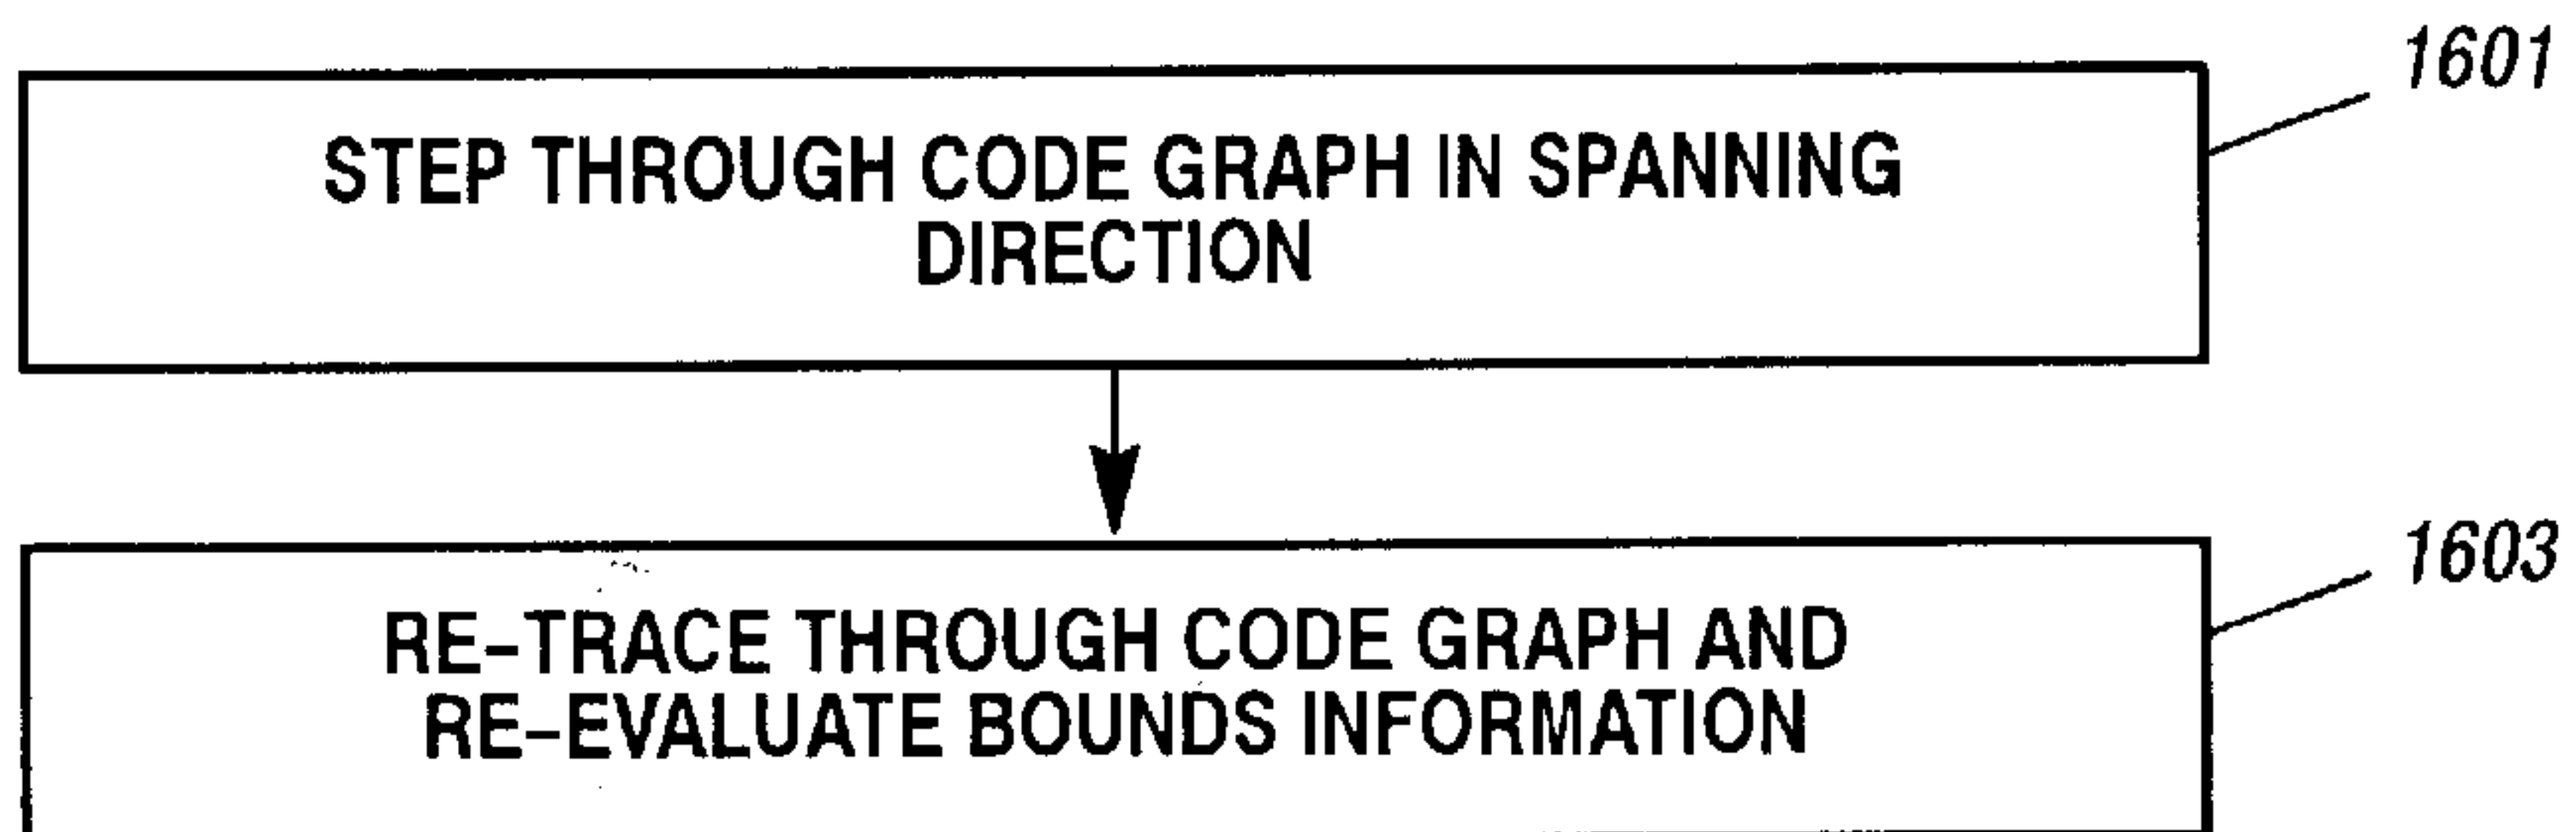 1601
STEP THROUGH CODE GRAPH IN SPANNING
DIRECTION
1603
RE-TRACE THROUGH CODE GRAPH AND
RE-EVALUATE BOUNDS INFORMATION